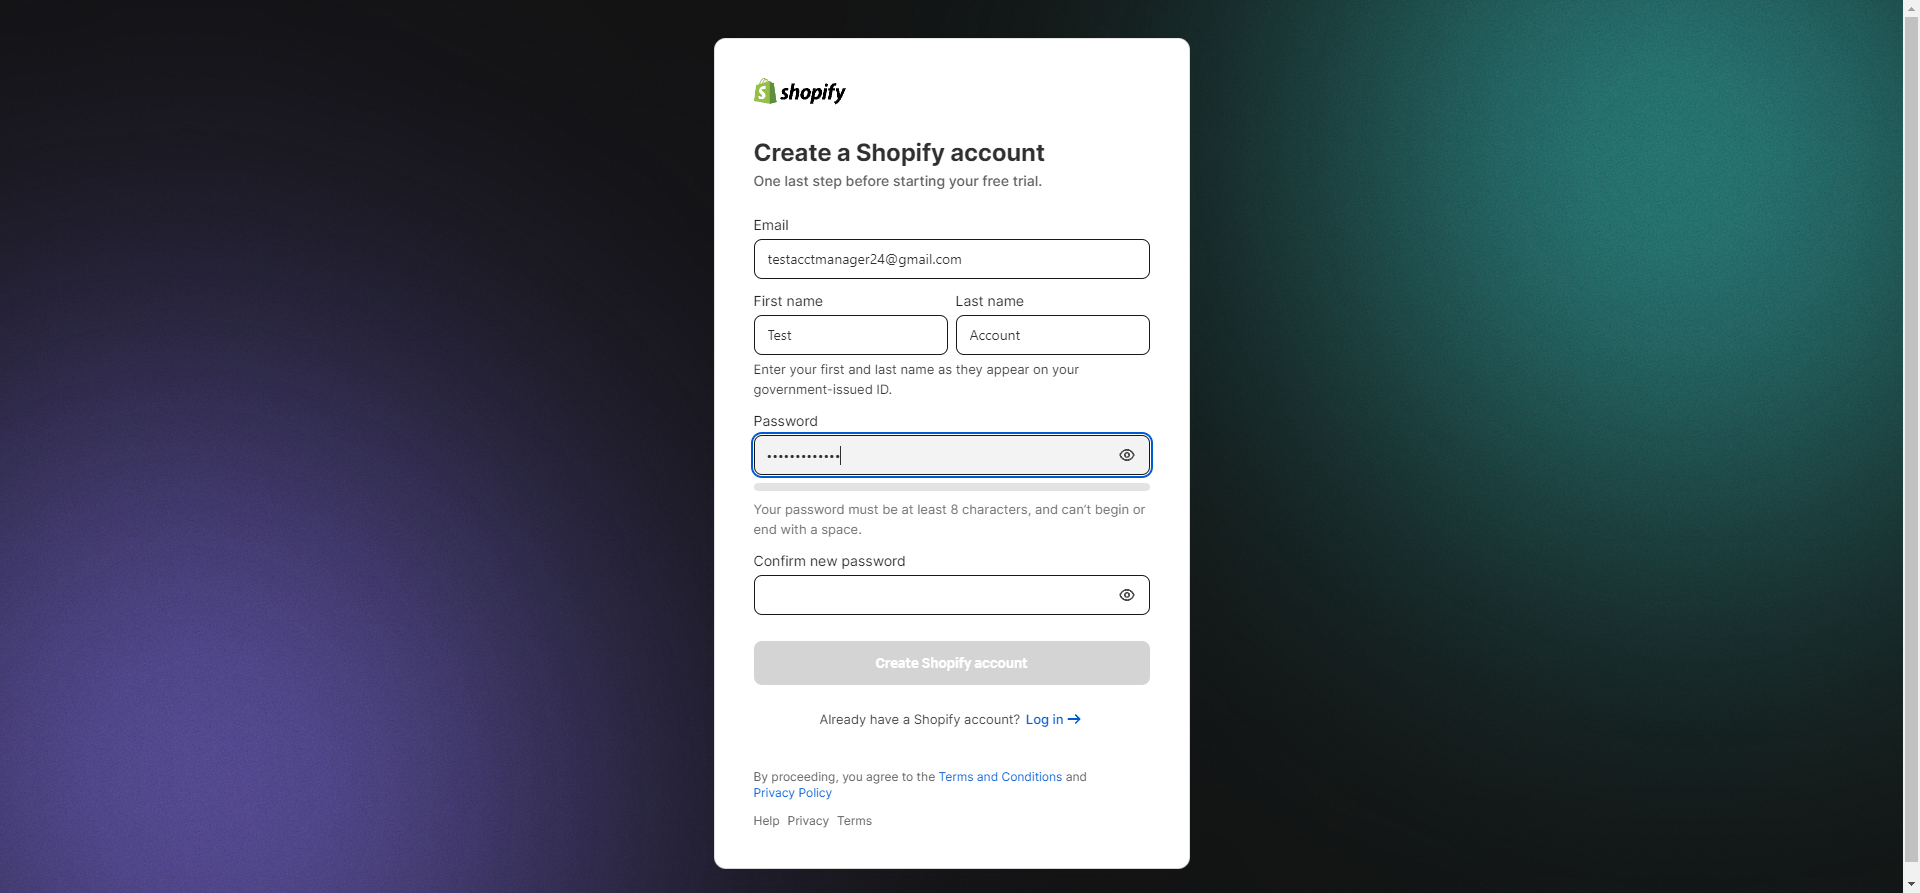 shopify
Create a Shopify account
One last step before starting your free trial.
Email
testacctmanager24@gmail.com
First name Last name
Test Account
Enter your first and last name as they appear on your
government-issued ID.
Password
•••••••••••••
Your password must be at least 8 characters, and can't begin or
end with a space.
Confirm new password
Create Shopify account
Already have a Shopify account? Log in →
By proceeding, you agree to the Terms and Conditions and
Privacy Policy
Help Privacy Terms